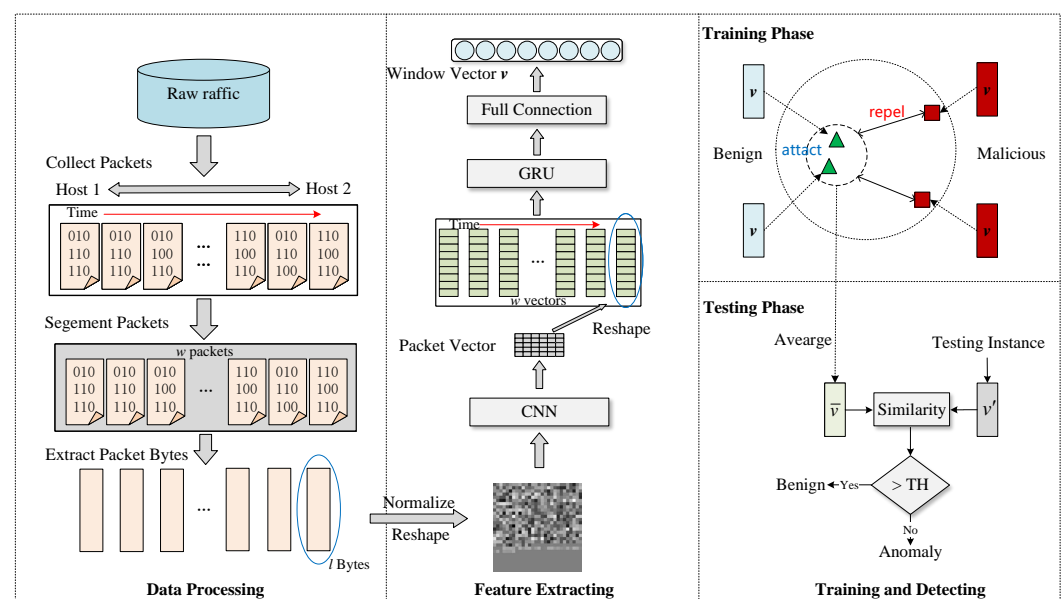 Raw raffic
Collect Packets
Host 1
Host 2
Time
010 010 010 ... 110 010 110
110 110 100 ... 100 100 100
110 110 110 110 110 110
Segement Packets
w packets
010 010 010 110 010 110
110 110 110 ... 100 110 100
110 110 110 110 100 110
Extract Packet Bytes
...
l Bytes
Data Processing
Window Vector v
Full Connection
GRU
Time
...
w vectors
Reshape
Packet Vector
CNN
Normalize
Reshape
Feature Extracting
Training Phase
v
v
repel
Benign
attact
Malicious
v
v
Testing Phase
Avearge
Testing Instance
v̅
Similarity
v′
Benign
Yes
> TH
No
Anomaly
Training and Detecting